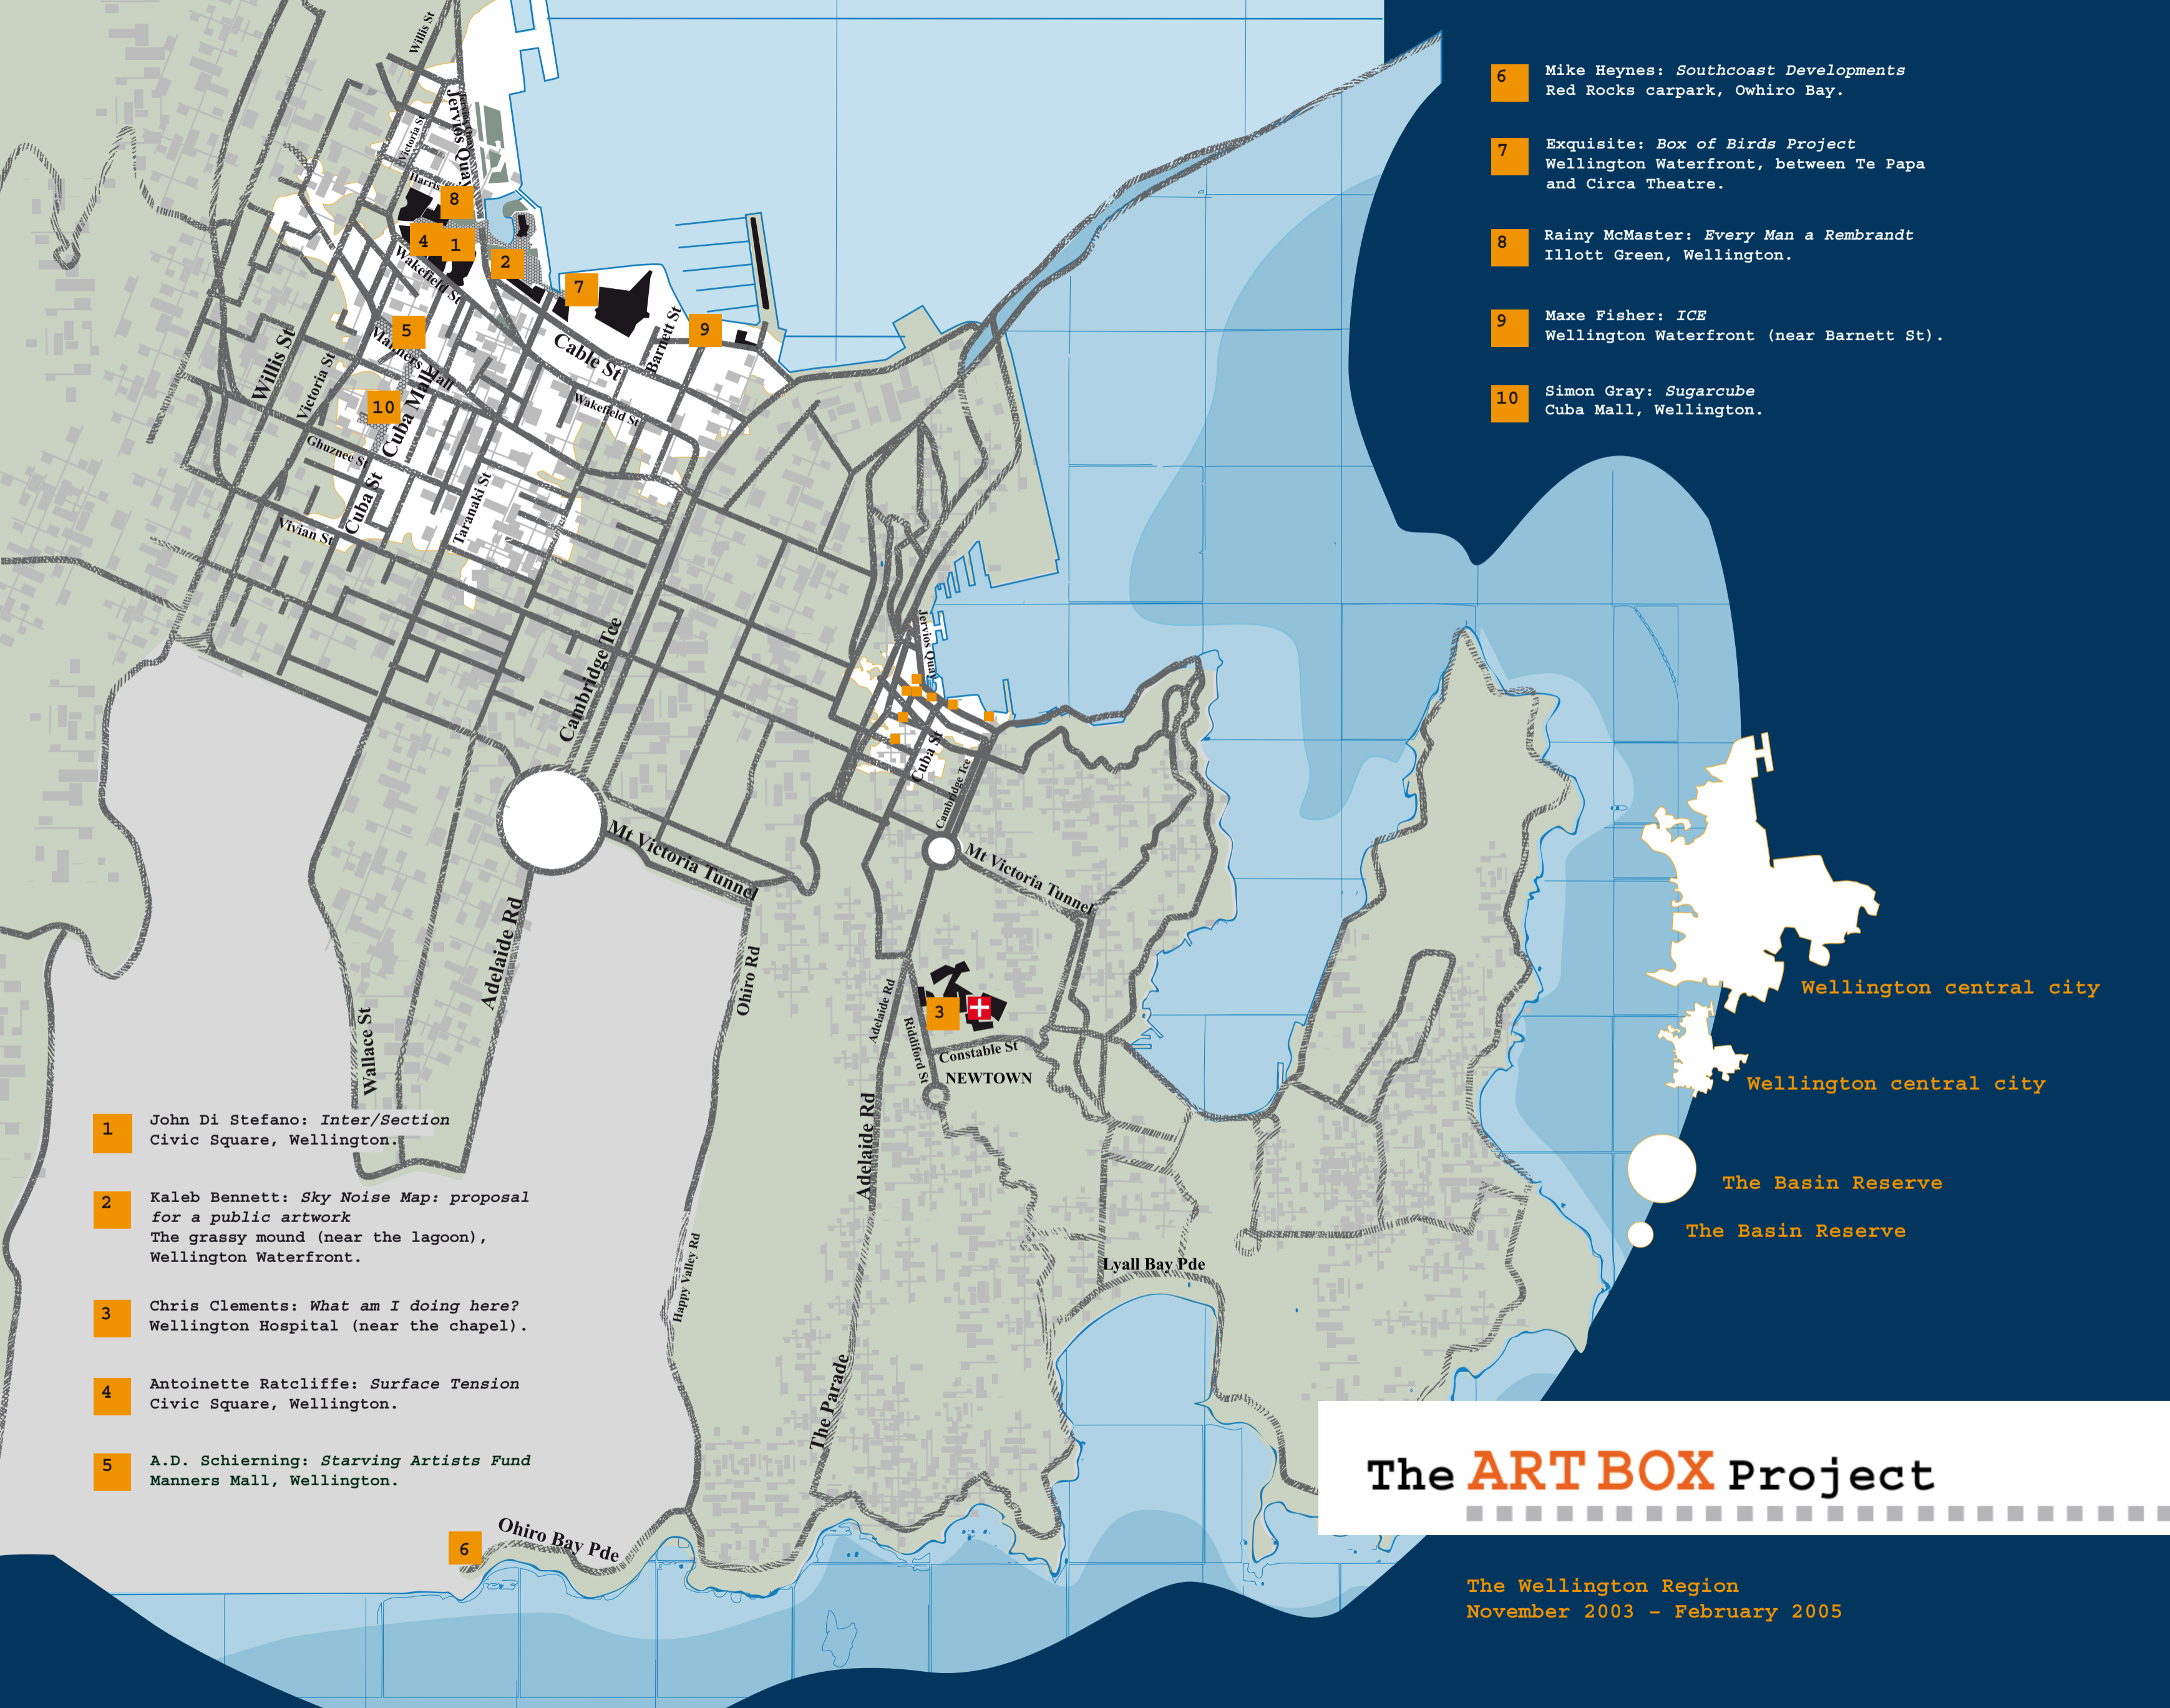 6
Mike Heynes: Southcoast Developments
Red Rocks carpark, Owhiro Bay.
7
Exquisite: Box of Birds Project
Wellington Waterfront, between Te Papa
and Circa Theatre.
8
Rainy McMaster: Every Man a Rembrandt
Illott Green, Wellington.
9
Maxe Fisher: ICE
Wellington Waterfront (near Barnett St).
10
Simon Gray: Sugarcube
Cuba Mall, Wellington.
Willis St
Jervios Quay
Victoria St
Harris
8
4
1
2
7
9
5
10
Wakefield St
Manners Mall
Cable St
Barnett St
Wakefield St
Willis St
Victoria St
Cuba Mall
Ghuznee St
Cuba St
Taranaki St
Vivian St
Cambridge Tce
Mt Victoria Tunnel
Adelaide Rd
Wallace St
Ohiro Rd
Jervios Quay
Cuba St
Cambridge Tce
Mt Victoria Tunnel
3
Adelaide Rd
Riddiford St
Constable St
NEWTOWN
Adelaide Rd
Happy Valley Rd
Lyall Bay Pde
The Parade
6
Ohiro Bay Pde
Wellington central city
Wellington central city
The Basin Reserve
The Basin Reserve
1
John Di Stefano: Inter/Section
Civic Square, Wellington.
2
Kaleb Bennett: Sky Noise Map: proposal
for a public artwork
The grassy mound (near the lagoon),
Wellington Waterfront.
3
Chris Clements: What am I doing here?
Wellington Hospital (near the chapel).
4
Antoinette Ratcliffe: Surface Tension
Civic Square, Wellington.
5
A.D. Schierning: Starving Artists Fund
Manners Mall, Wellington.
The ART BOX Project
The Wellington Region
November 2003 – February 2005